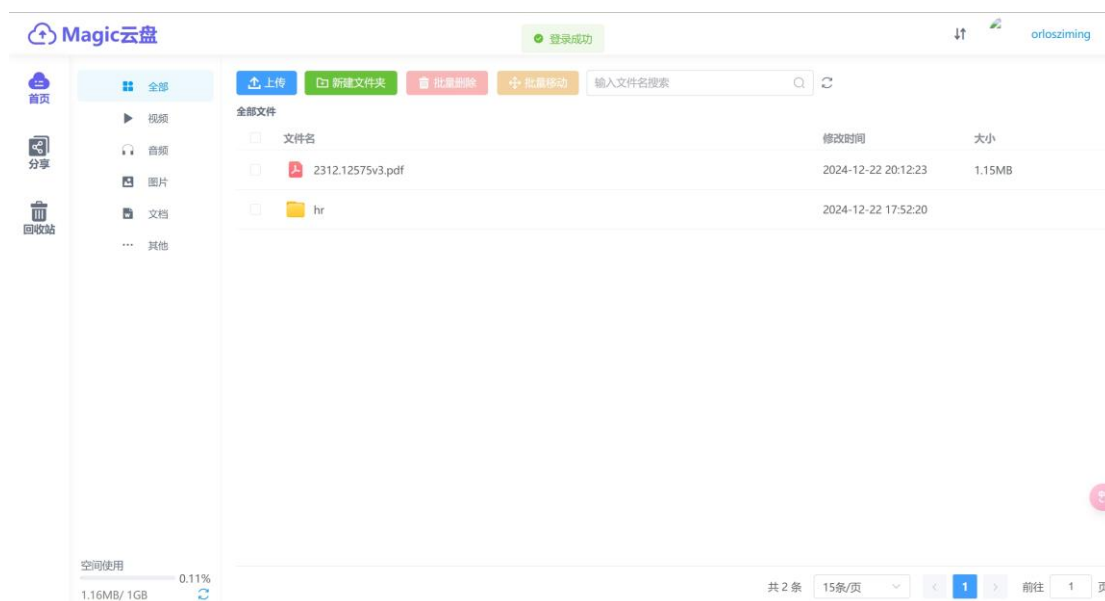 Magic云盘
登录成功
orlosziming
首页
分享
回收站
全部
视频
音频
图片
文档
其他
空间使用
0.11%
1.16MB/ 1GB
上传 新建文件夹 批量删除 批量移动 输入文件名搜索
全部文件
文件名 修改时间 大小
2312.12575v3.pdf 2024-12-22 20:12:23 1.15MB
hr 2024-12-22 17:52:20
共 2 条 15条/页 1 前往 1